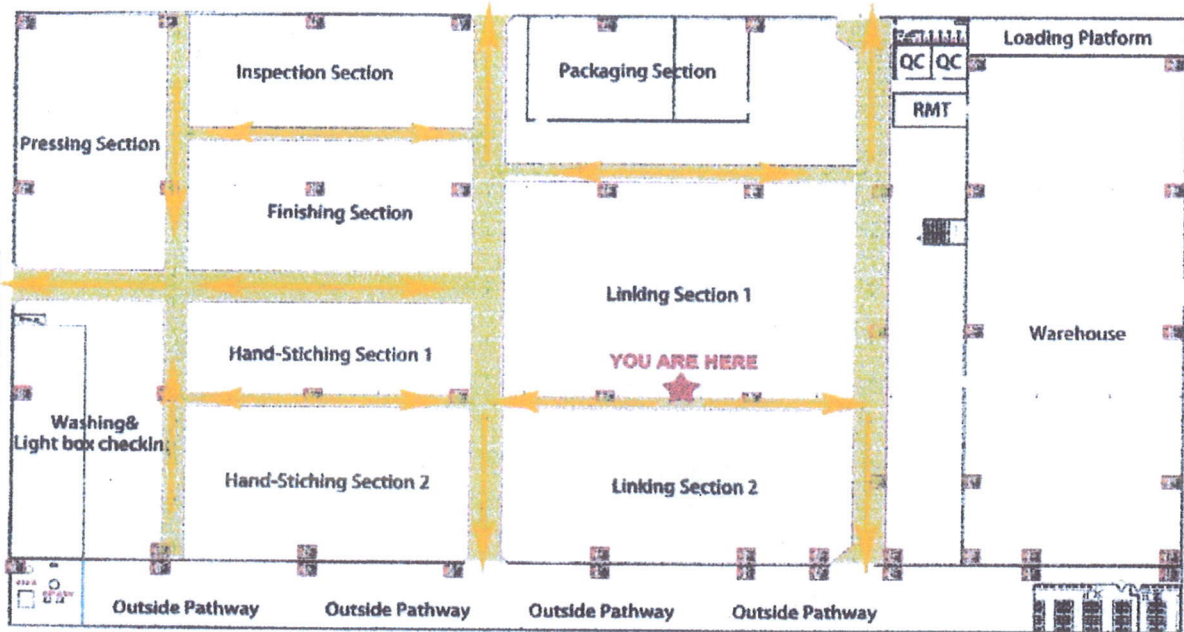 Loading Platform
Inspection Section
Packaging Section
QC
QC
RMT
Pressing Section
Finishing Section
Linking Section 1
Warehouse
Hand-Stiching Section 1
YOU ARE HERE
Washing&
Light box checkin
Hand-Stiching Section 2
Linking Section 2
Outside Pathway
Outside Pathway
Outside Pathway
Outside Pathway